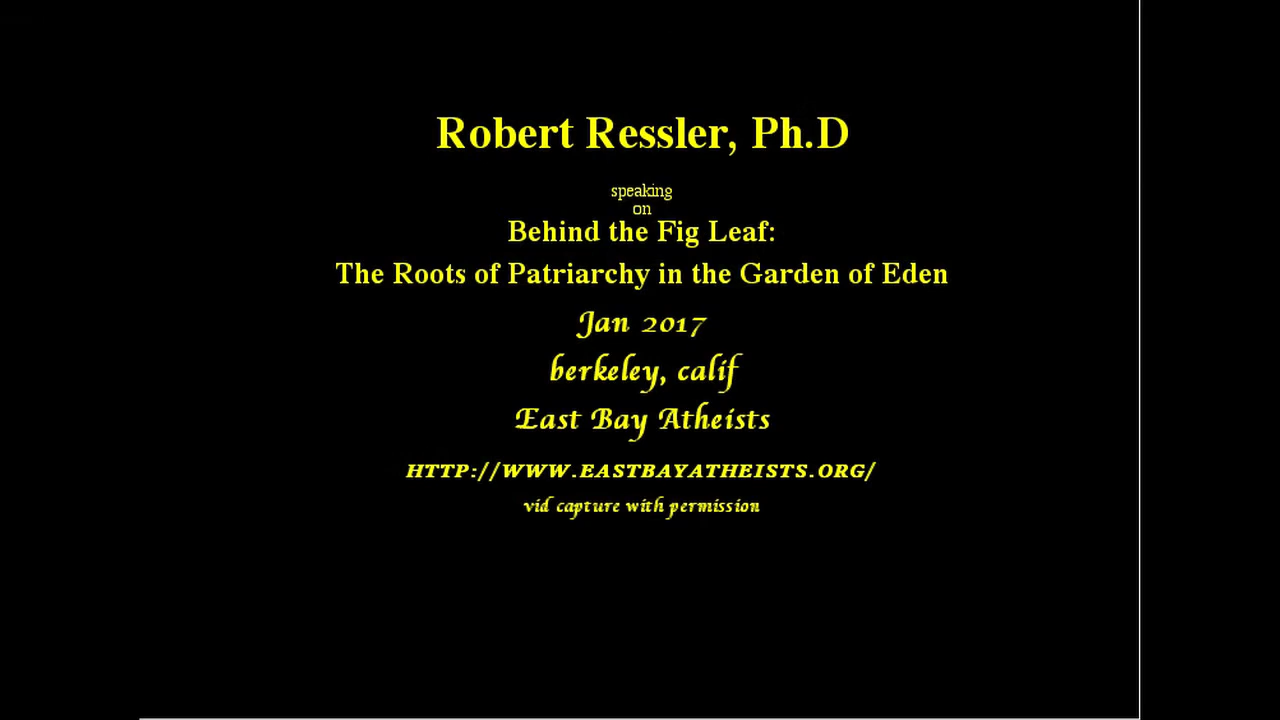 Robert Ressler, Ph.D
speaking
on
Behind the Fig Leaf:
The Roots of Patriarchy in the Garden of Eden
Jan 2017
berkeley, calif
East Bay Atheists
HTTP://WWW.EASTBAYATHEISTS.ORG/
vid capture with permission